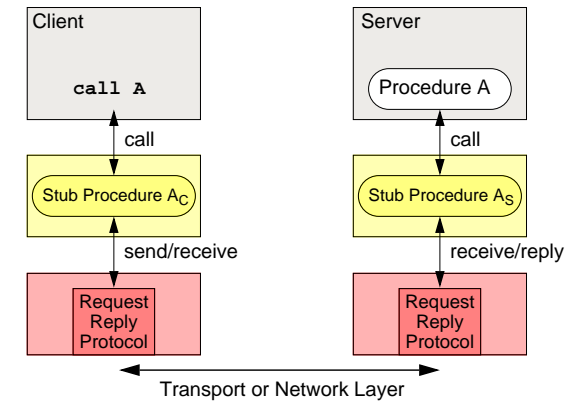 Client
Server
call A
Procedure A
call
call
Stub Procedure AC
Stub Procedure AS
send/receive
receive/reply
Request
Reply
Protocol
Request
Reply
Protocol
Transport or Network Layer